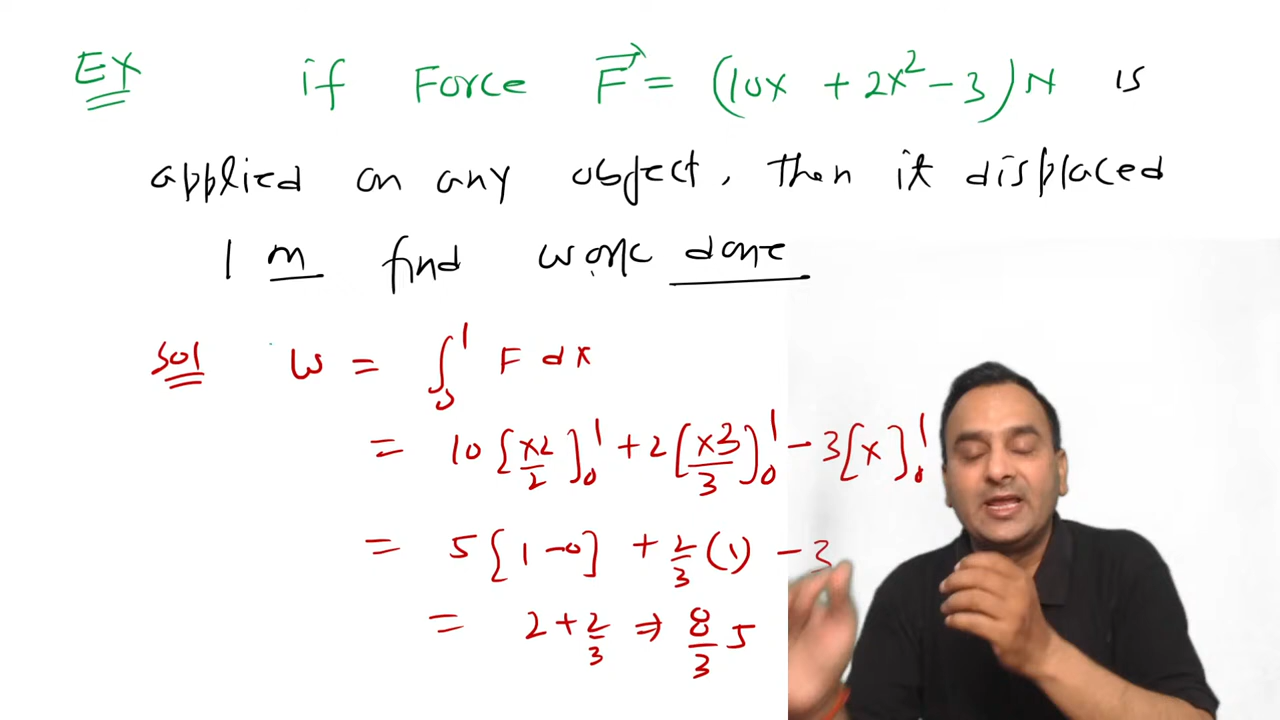 EX if Force F⃗ = (10x + 2x² - 3) N is
applied on any object, then it displaced
1 m find work done
Sol W = ∫₀¹ F dx
= 10 [x2/2]₀¹ + 2 [x3/3]₀¹ - 3 [x]₀¹
= 5 [1-0] + 2/3 (1) - 3
= 2 + 2/3 ⇒ 8/3 J